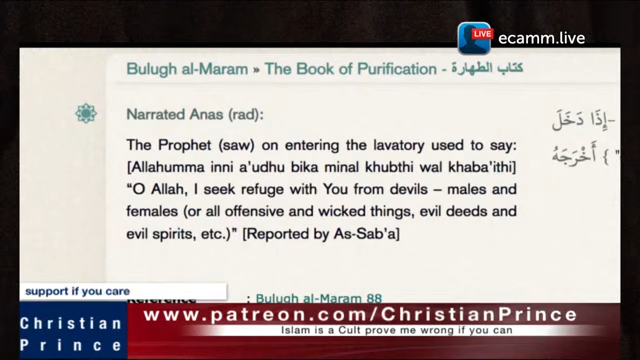 LIVE
ecamm.live
Bulugh al-Maram » The Book of Purification - كتاب الطهارة
Narrated Anas (rad):
-إِذَا دَخَلَ
The Prophet (saw) on entering the lavatory used to say:
[Allahumma inni a'udhu bika minal khubthi wal khaba'ithi]
" } أَخْرَجَهُ
“O Allah, I seek refuge with You from devils – males and
females (or all offensive and wicked things, evil deeds and
evil spirits, etc.)” [Reported by As-Sab'a]
support if you care
Reference : Bulugh al-Maram 88
Christian
Prince
www.patreon.com/ChristianPrince
Islam is a Cult prove me wrong if you can